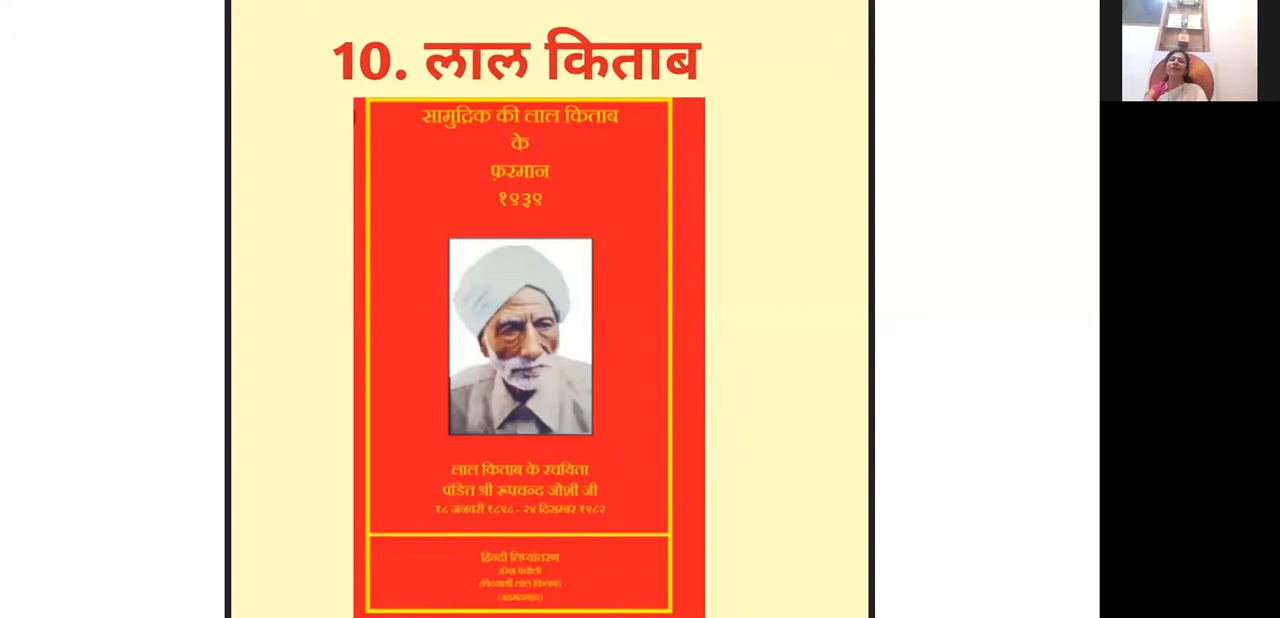 10. लाल किताब
सामुद्रिक की लाल किताब
के
फ़रमान
१९३९
लाल किताब के रचयिता
पंडित श्री रूपचन्द जोशी जी
१८ जनवरी १८९८ - २४ दिसम्बर १९८२
हिन्दी लिप्यांतरण
(विद्यार्थी लाल किताब)